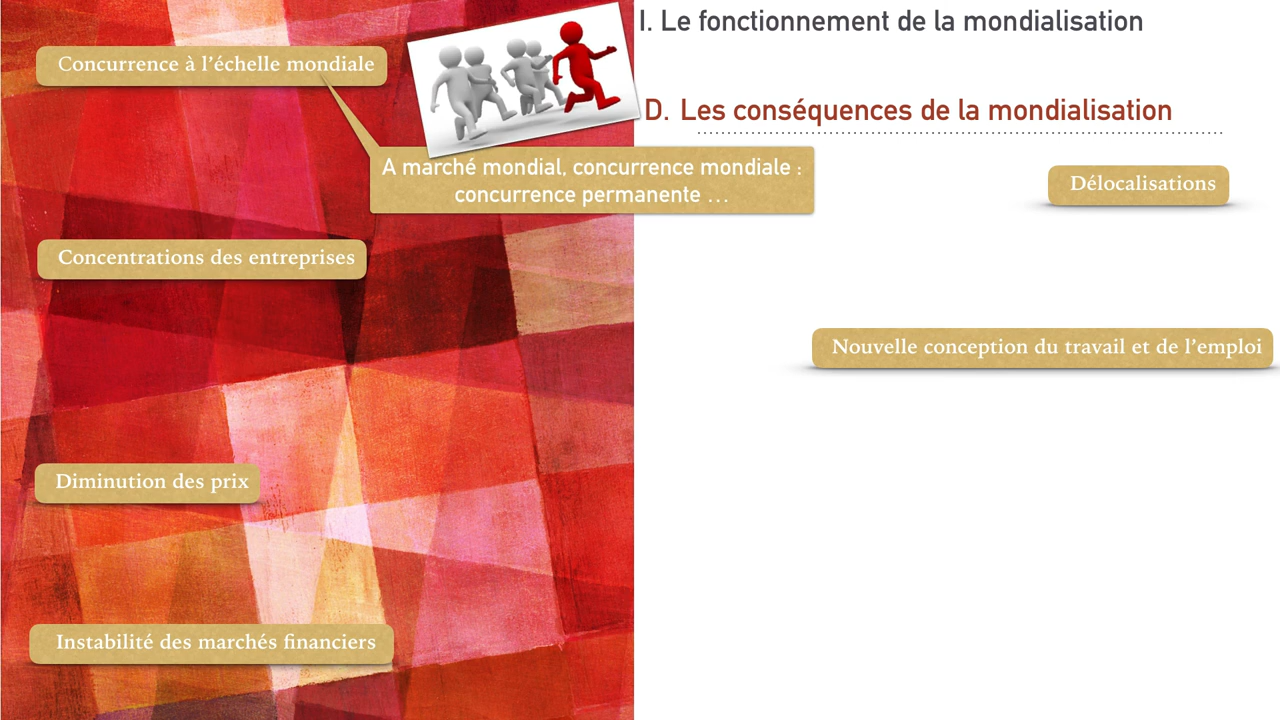 I. Le fonctionnement de la mondialisation
D. Les conséquences de la mondialisation
Concurrence à l'échelle mondiale
A marché mondial, concurrence mondiale :
concurrence permanente …
Délocalisations
Concentrations des entreprises
Nouvelle conception du travail et de l'emploi
Diminution des prix
Instabilité des marchés financiers